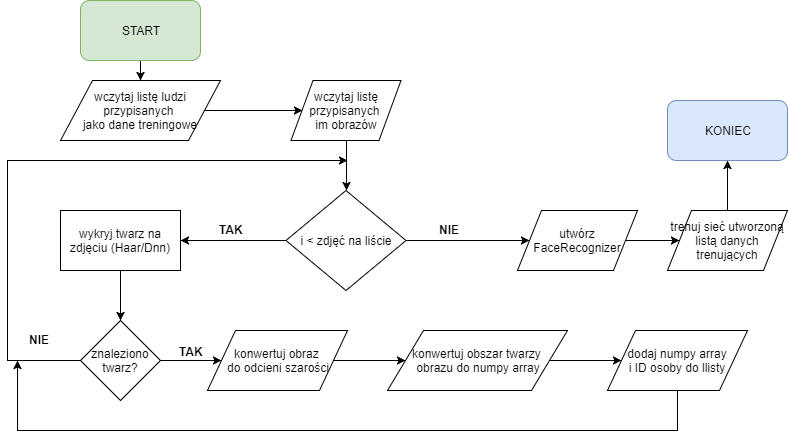 START
wczytaj listę ludzi
przypisanych
jako dane treningowe
wczytaj listę
przypisanych
im obrazów
KONIEC
wykryj twarz na
zdjęciu (Haar/Dnn)
TAK
i < zdjęć na liście
NIE
utwórz
FaceRecognizer
trenuj sieć utworzoną
listą danych
trenujących
NIE
znaleziono
twarz?
TAK
konwertuj obraz
do odcieni szarości
konwertuj obszar twarzy
obrazu do numpy array
dodaj numpy array
i ID osoby do llisty